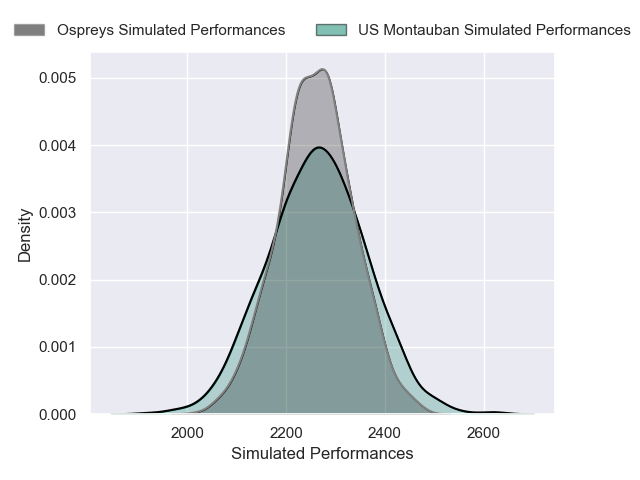 Ospreys Simulated Performances
US Montauban Simulated Performances
0.005
0.004
0.003
0.002
0.001
0.000
Density
2000
2200
2400
2600
Simulated Performances